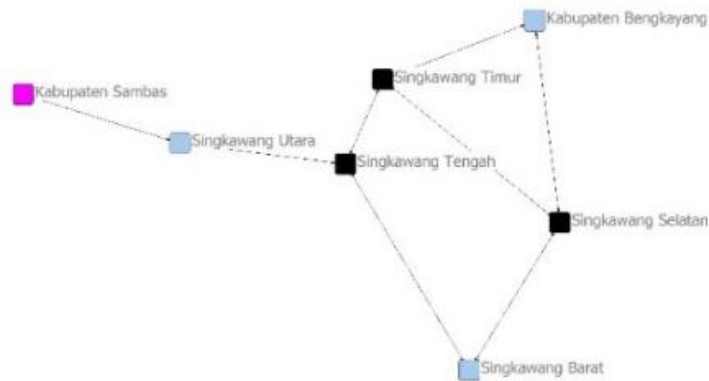 Kabupaten Bengkayang
Singkawang Timur
Kabupaten Sambas
Singkawang Utara
Singkawang Tengah
Singkawang Selatan
Singkawang Barat